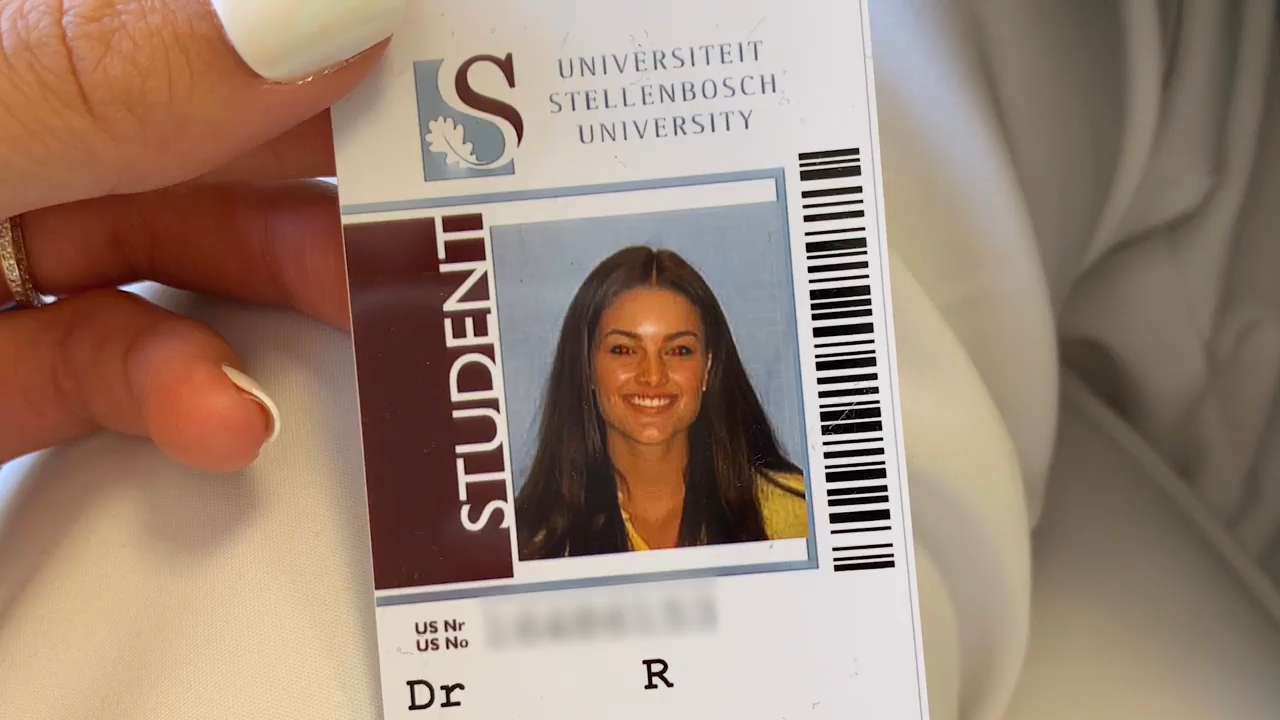 UNIVERSITEIT
STELLENBOSCH
UNIVERSITY
STUDENT
US Nr
US No
Dr R